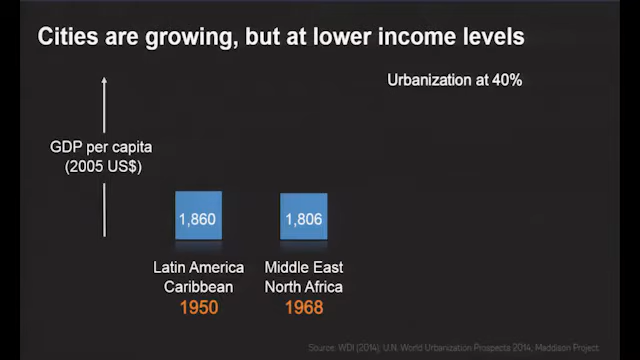 Cities are growing, but at lower income levels
Urbanization at 40%
GDP per capita
(2005 US$)
1,860
1,806
Latin America
Caribbean
1950
Middle East
North Africa
1968
Source: WDI (2014); U.N. World Urbanization Prospects 2014; Maddison Project.